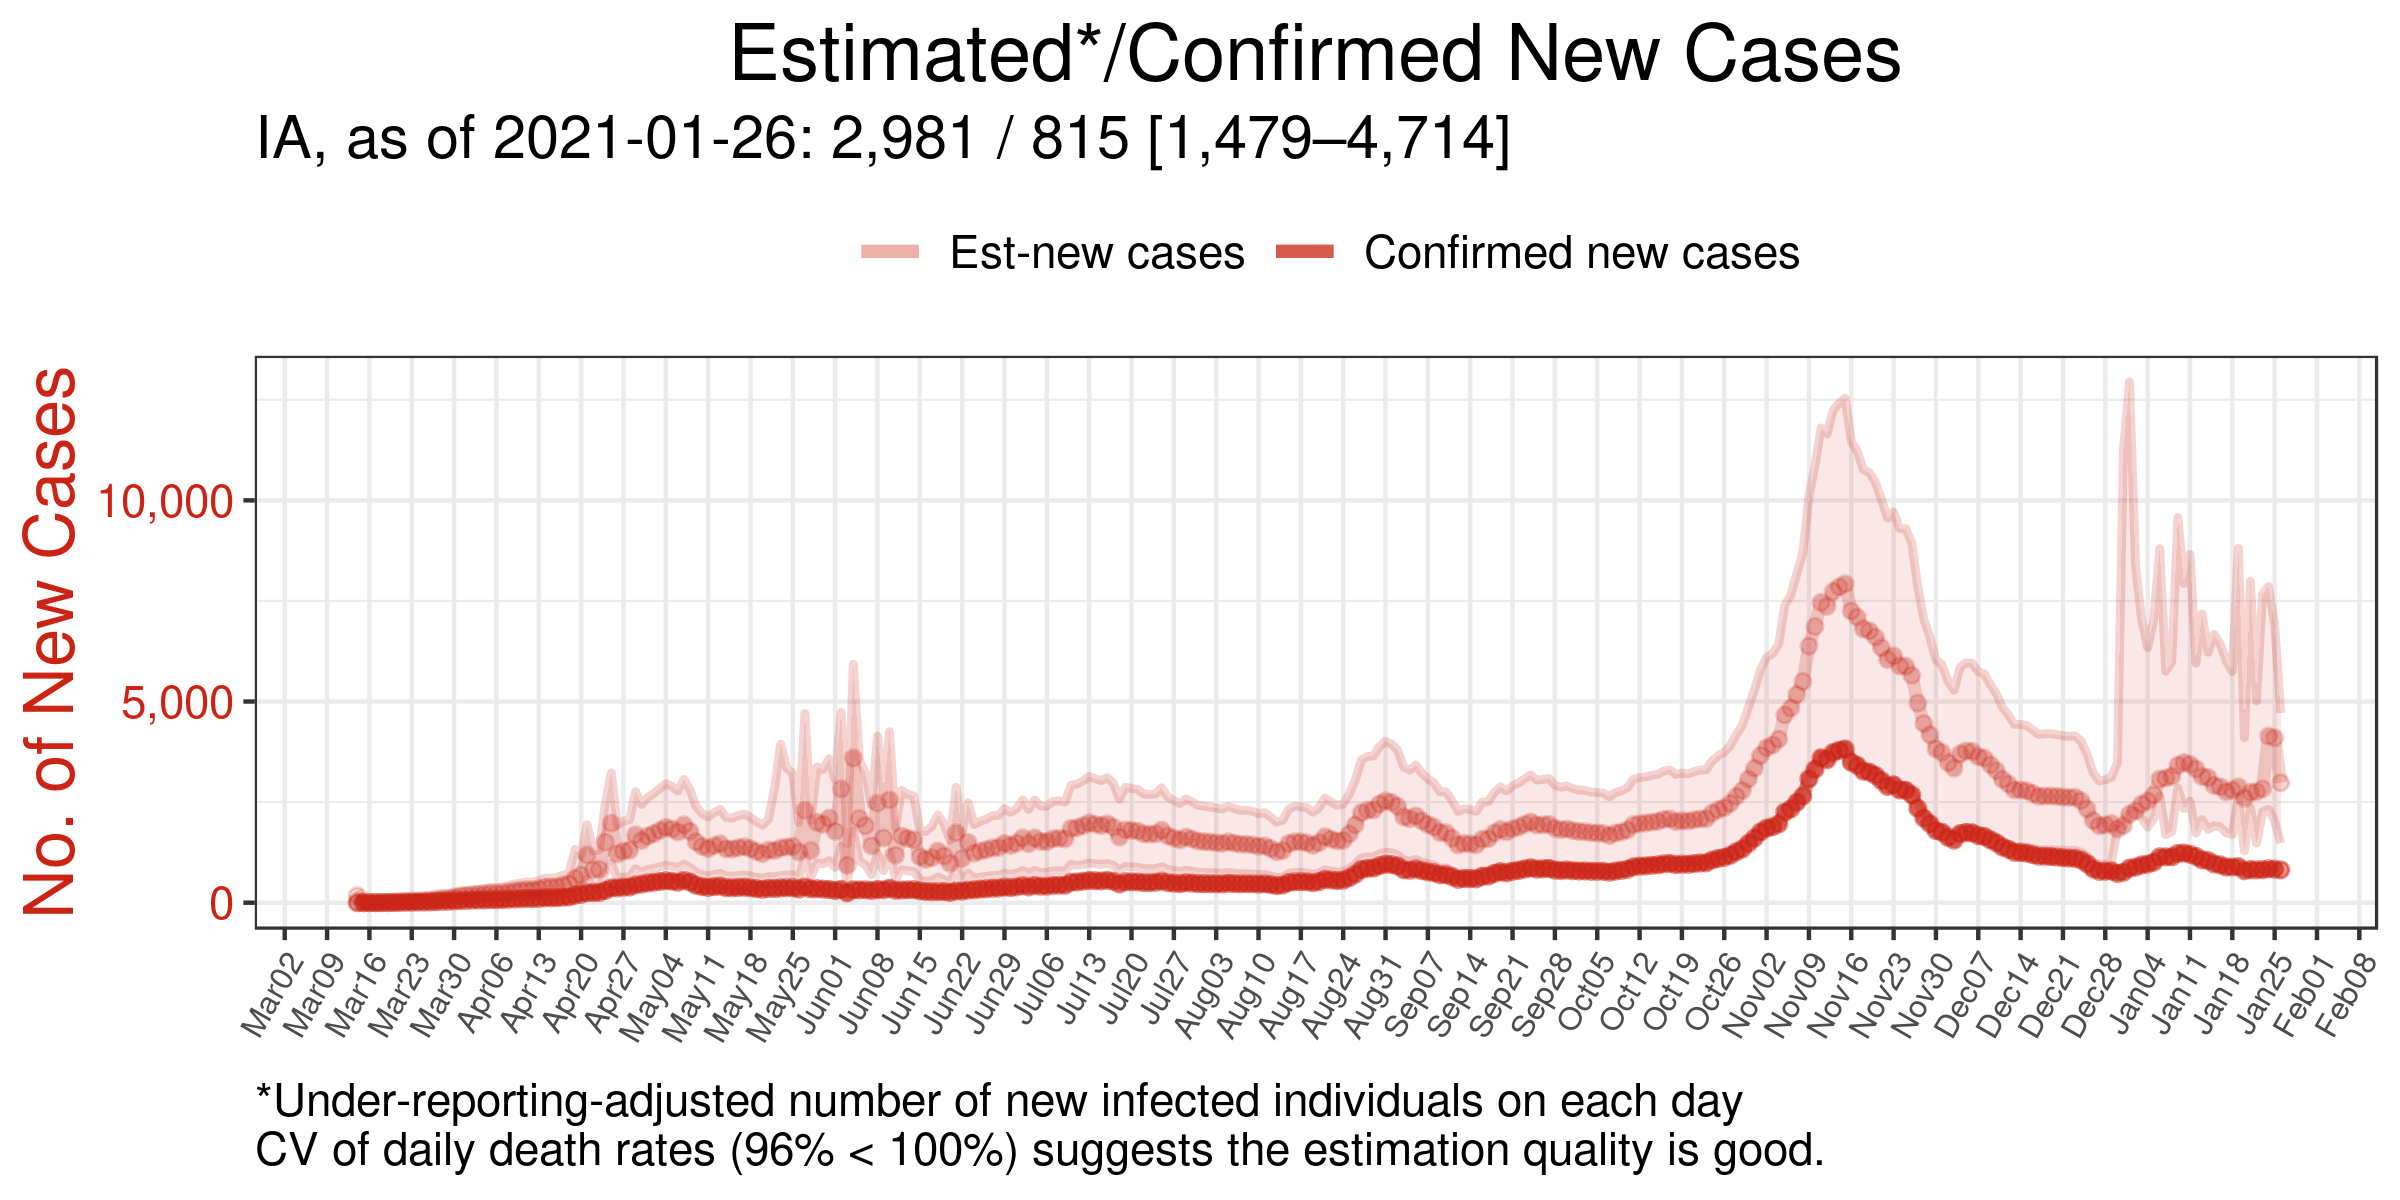 Estimated*/Confirmed New Cases
IA, as of 2021-01-26: 2,981 / 815 [1,479–4,714]
Est-new cases Confirmed new cases
No. of New Cases
10,000
5,000
0
Mar02 Mar09 Mar16 Mar23 Mar30 Apr06 Apr13 Apr20 Apr27 May04 May11 May18 May25 Jun01 Jun08 Jun15 Jun22 Jun29 Jul06 Jul13 Jul20 Jul27 Aug03 Aug10 Aug17 Aug24 Aug31 Sep07 Sep14 Sep21 Sep28 Oct05 Oct12 Oct19 Oct26 Nov02 Nov09 Nov16 Nov23 Nov30 Dec07 Dec14 Dec21 Dec28 Jan04 Jan11 Jan18 Jan25 Feb01 Feb08
*Under-reporting-adjusted number of new infected individuals on each day
CV of daily death rates (96% < 100%) suggests the estimation quality is good.